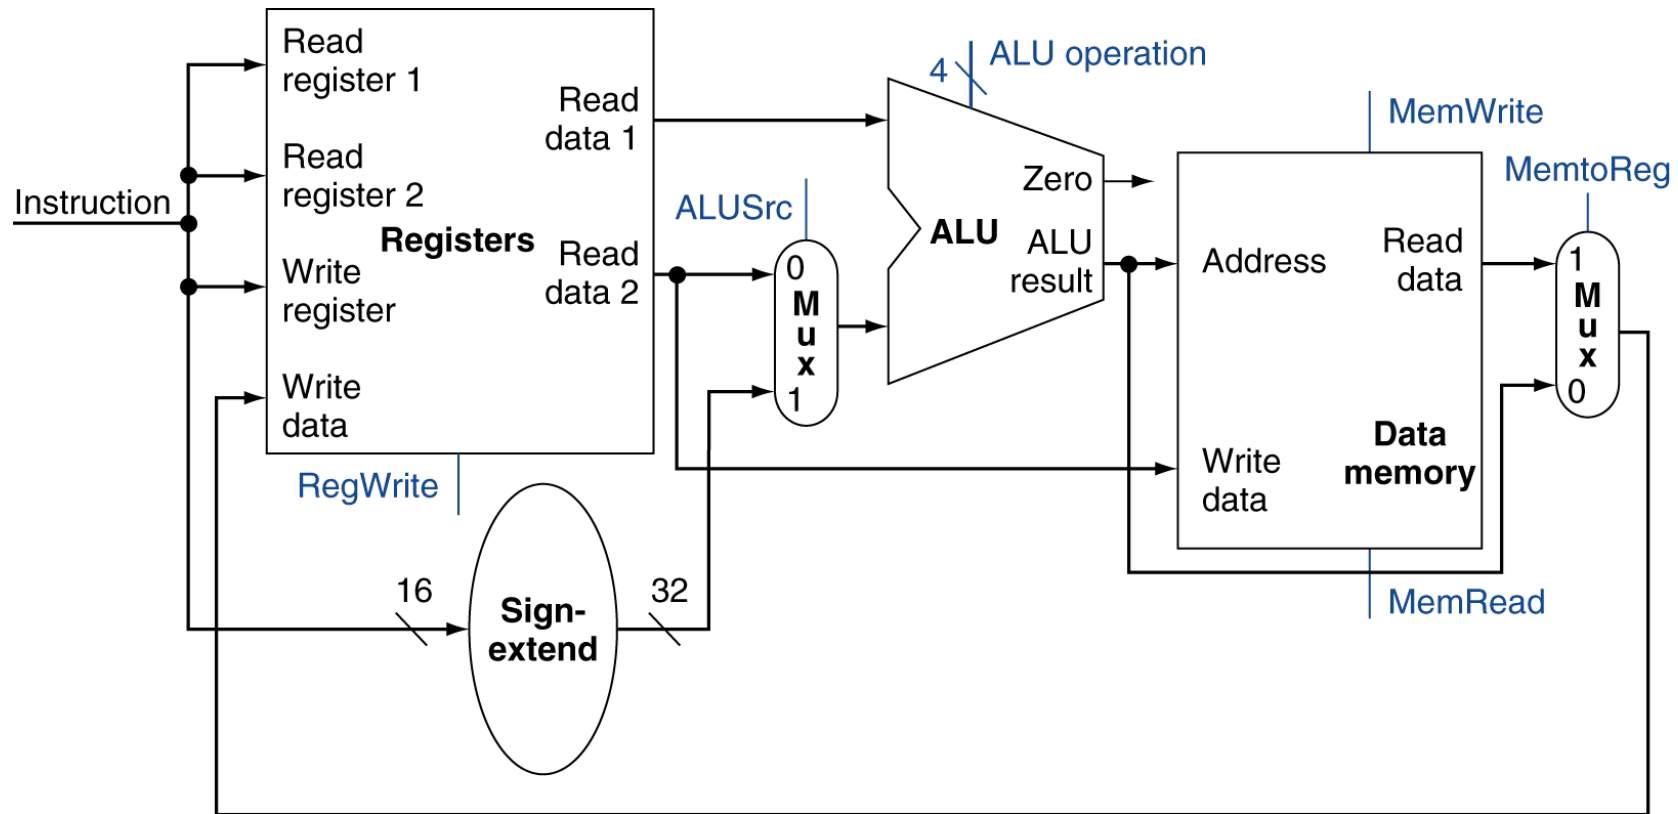 Instruction
Read
register 1
Read
register 2
Registers
Write
register
Write
data
Read
data 1
Read
data 2
RegWrite
16
Sign-
extend
32
ALUSrc
0
M
u
x
1
4
ALU operation
ALU
Zero
ALU
result
MemWrite
Address
Read
data
Write
data
Data
memory
MemRead
MemtoReg
1
M
u
x
0